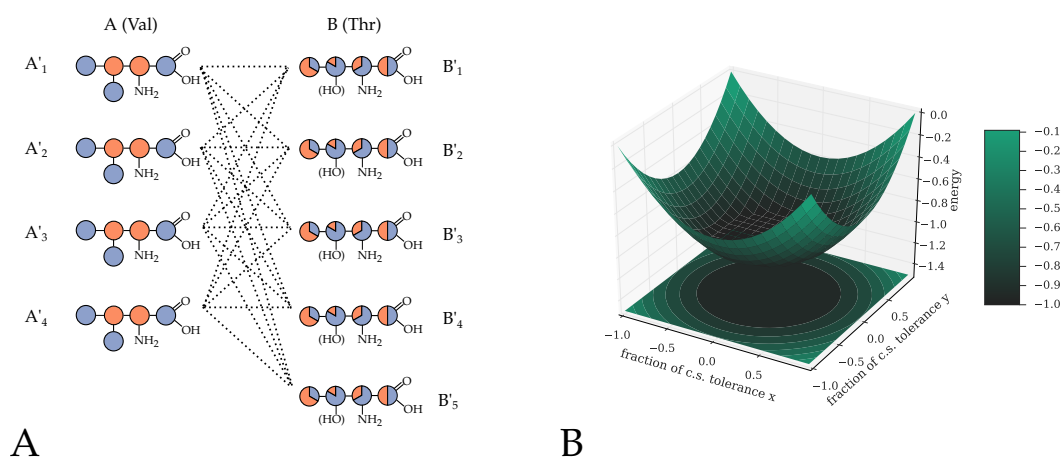 A (Val)
B (Thr)
A'1
O
OH
NH2
O
OH
(HO)
NH2
B'1
A'2
O
OH
NH2
O
OH
(HO)
NH2
B'2
A'3
O
OH
NH2
O
OH
(HO)
NH2
B'3
A'4
O
OH
NH2
O
OH
(HO)
NH2
B'4
O
OH
(HO)
NH2
B'5
A
0.0
−0.2
−0.4
−0.6
−0.8
−1.0
−1.2
−1.4
energy
−1.0
−0.5
0.0
0.5
fraction of c.s. tolerance x
−1.0
−0.5
0.0
0.5
fraction of c.s. tolerance y
−0.1
−0.2
−0.3
−0.4
−0.5
−0.6
−0.7
−0.8
−0.9
−1.0
B